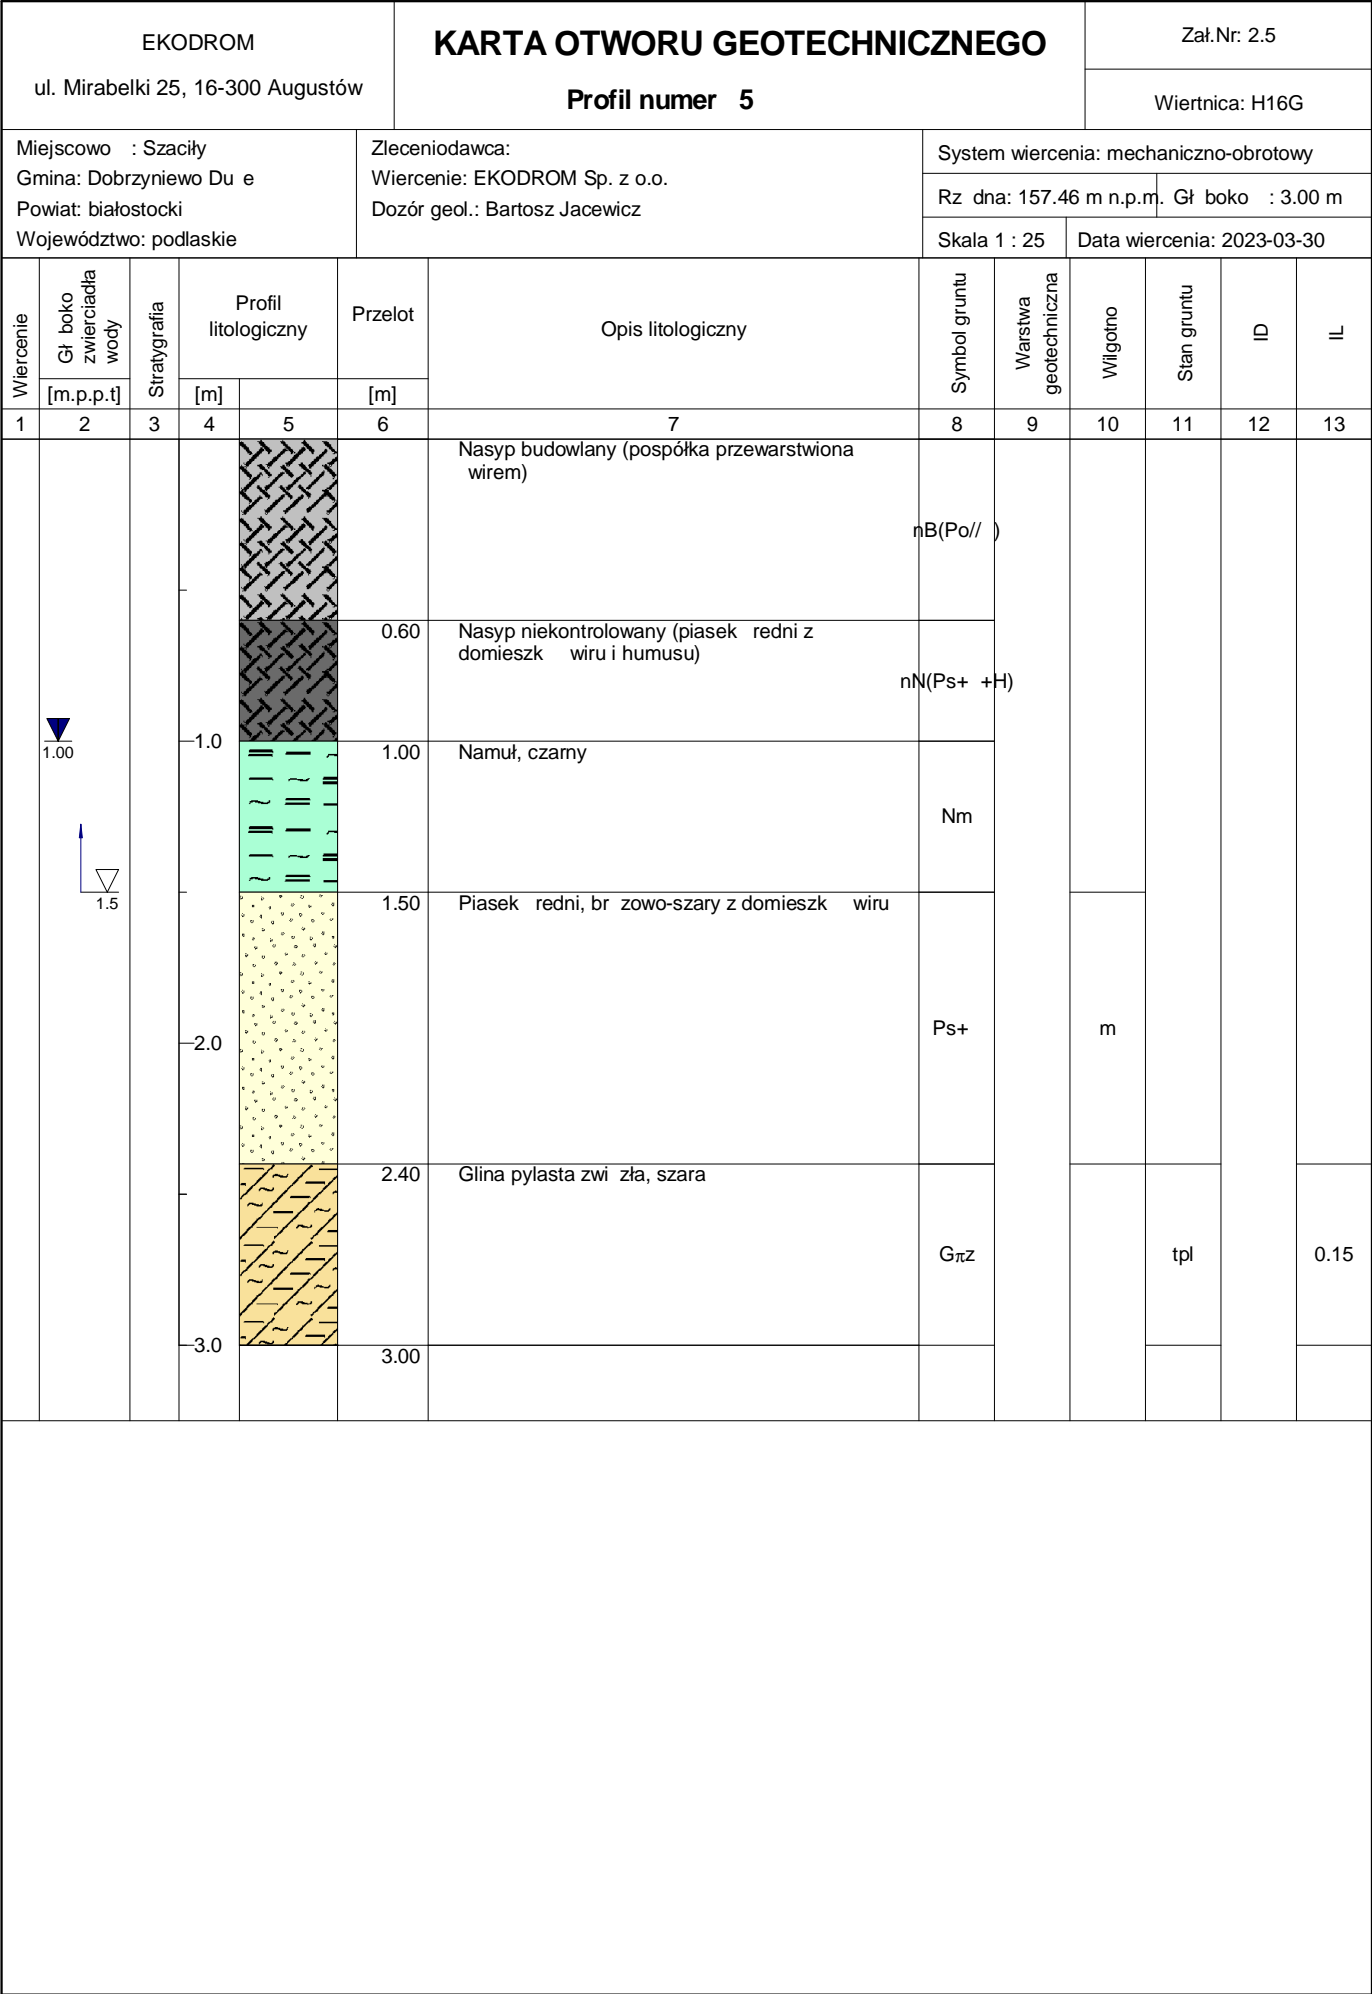 EKODROM
ul. Mirabelki 25, 16-300 Augustów
KARTA OTWORU GEOTECHNICZNEGO
Profil numer 5
Zał.Nr: 2.5
Wiertnica: H16G
Miejscowo : Szaciły
Gmina: Dobrzyniewo Du e
Powiat: białostocki
Województwo: podlaskie
Zleceniodawca:
Wiercenie: EKODROM Sp. z o.o.
Dozór geol.: Bartosz Jacewicz
System wiercenia: mechaniczno-obrotowy
Rz dna: 157.46 m n.p.m. Gł boko : 3.00 m
Skala 1 : 25 Data wiercenia: 2023-03-30
Wiercenie
Gł boko
zwierciadła
wody
[m.p.p.t]
Stratygrafia
Profil
litologiczny
[m]
Przelot
[m]
Opis litologiczny
Symbol gruntu
Warstwa
geotechniczna
Wilgotno
Stan gruntu
ID
IL
1 2 3 4 5 6 7 8 9 10 11 12 13
Nasyp budowlany (pospółka przewarstwiona
wirem)
nB(Po// )
0.60 Nasyp niekontrolowany (piasek redni z
domieszk wiru i humusu)
nN(Ps+ +H)
1.00
1.0
1.00 Namuł, czarny
Nm
1.5
1.50 Piasek redni, br zowo-szary z domieszk wiru
2.0
Ps+ m
2.40 Glina pylasta zwi zła, szara
Gπz tpl 0.15
3.0
3.00